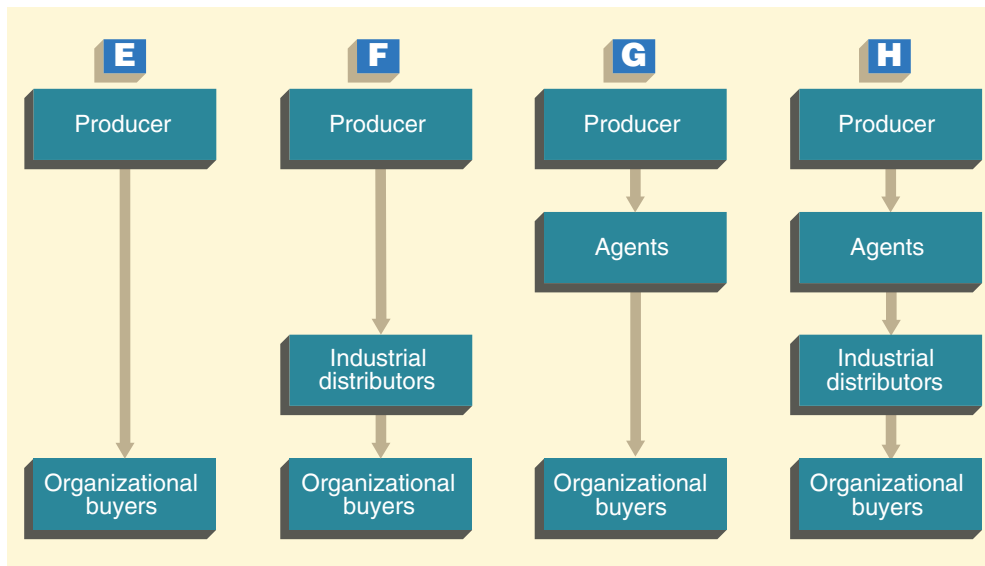 E
F
G
H
Producer
Producer
Producer
Producer
Agents
Agents
Industrial
distributors
Industrial
distributors
Organizational
buyers
Organizational
buyers
Organizational
buyers
Organizational
buyers